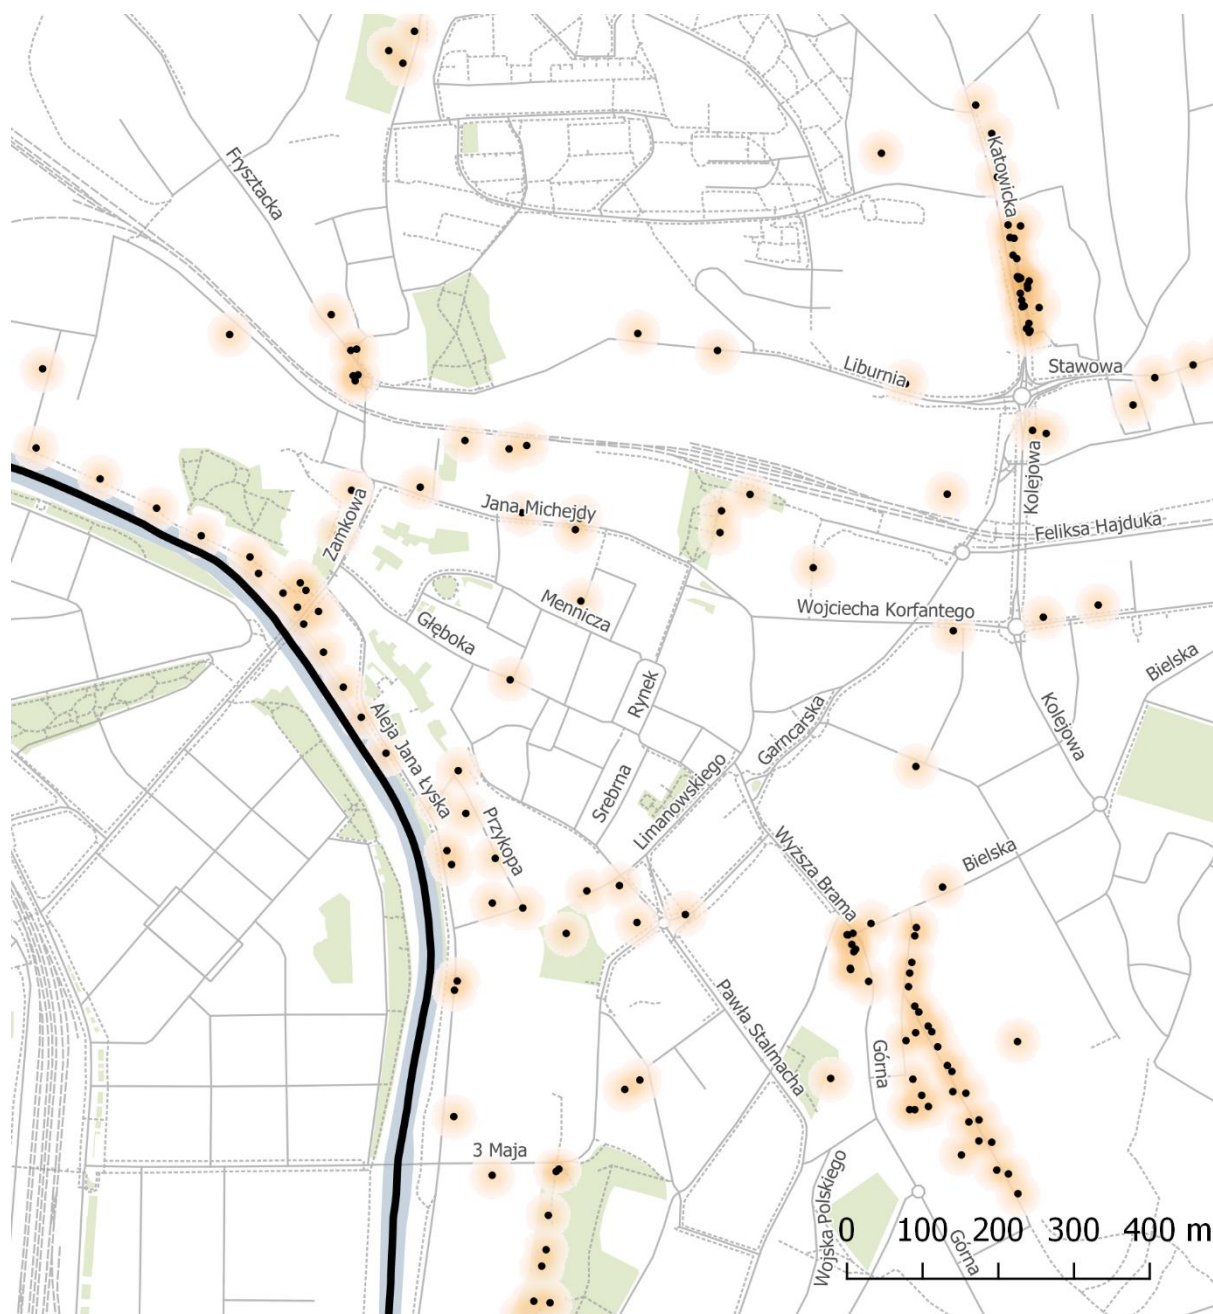 Frysztacka
Katowicka
Liburnia
Stawowa
Kolejowa
Zamkowa
Jana Michejdy
Feliksa Hajduka
Mennicza
Wojciecha Korfantego
Głęboka
Bielska
Rynek
Kolejowa
Garncarska
Aleja Jana Łyska
Srebrna
Limanowskiego
Przykopa
Wyższa Brama
Bielska
Pawła Stalmacha
Górna
3 Maja
Wojska Polskiego
Górna
0 100 200 300 400 m